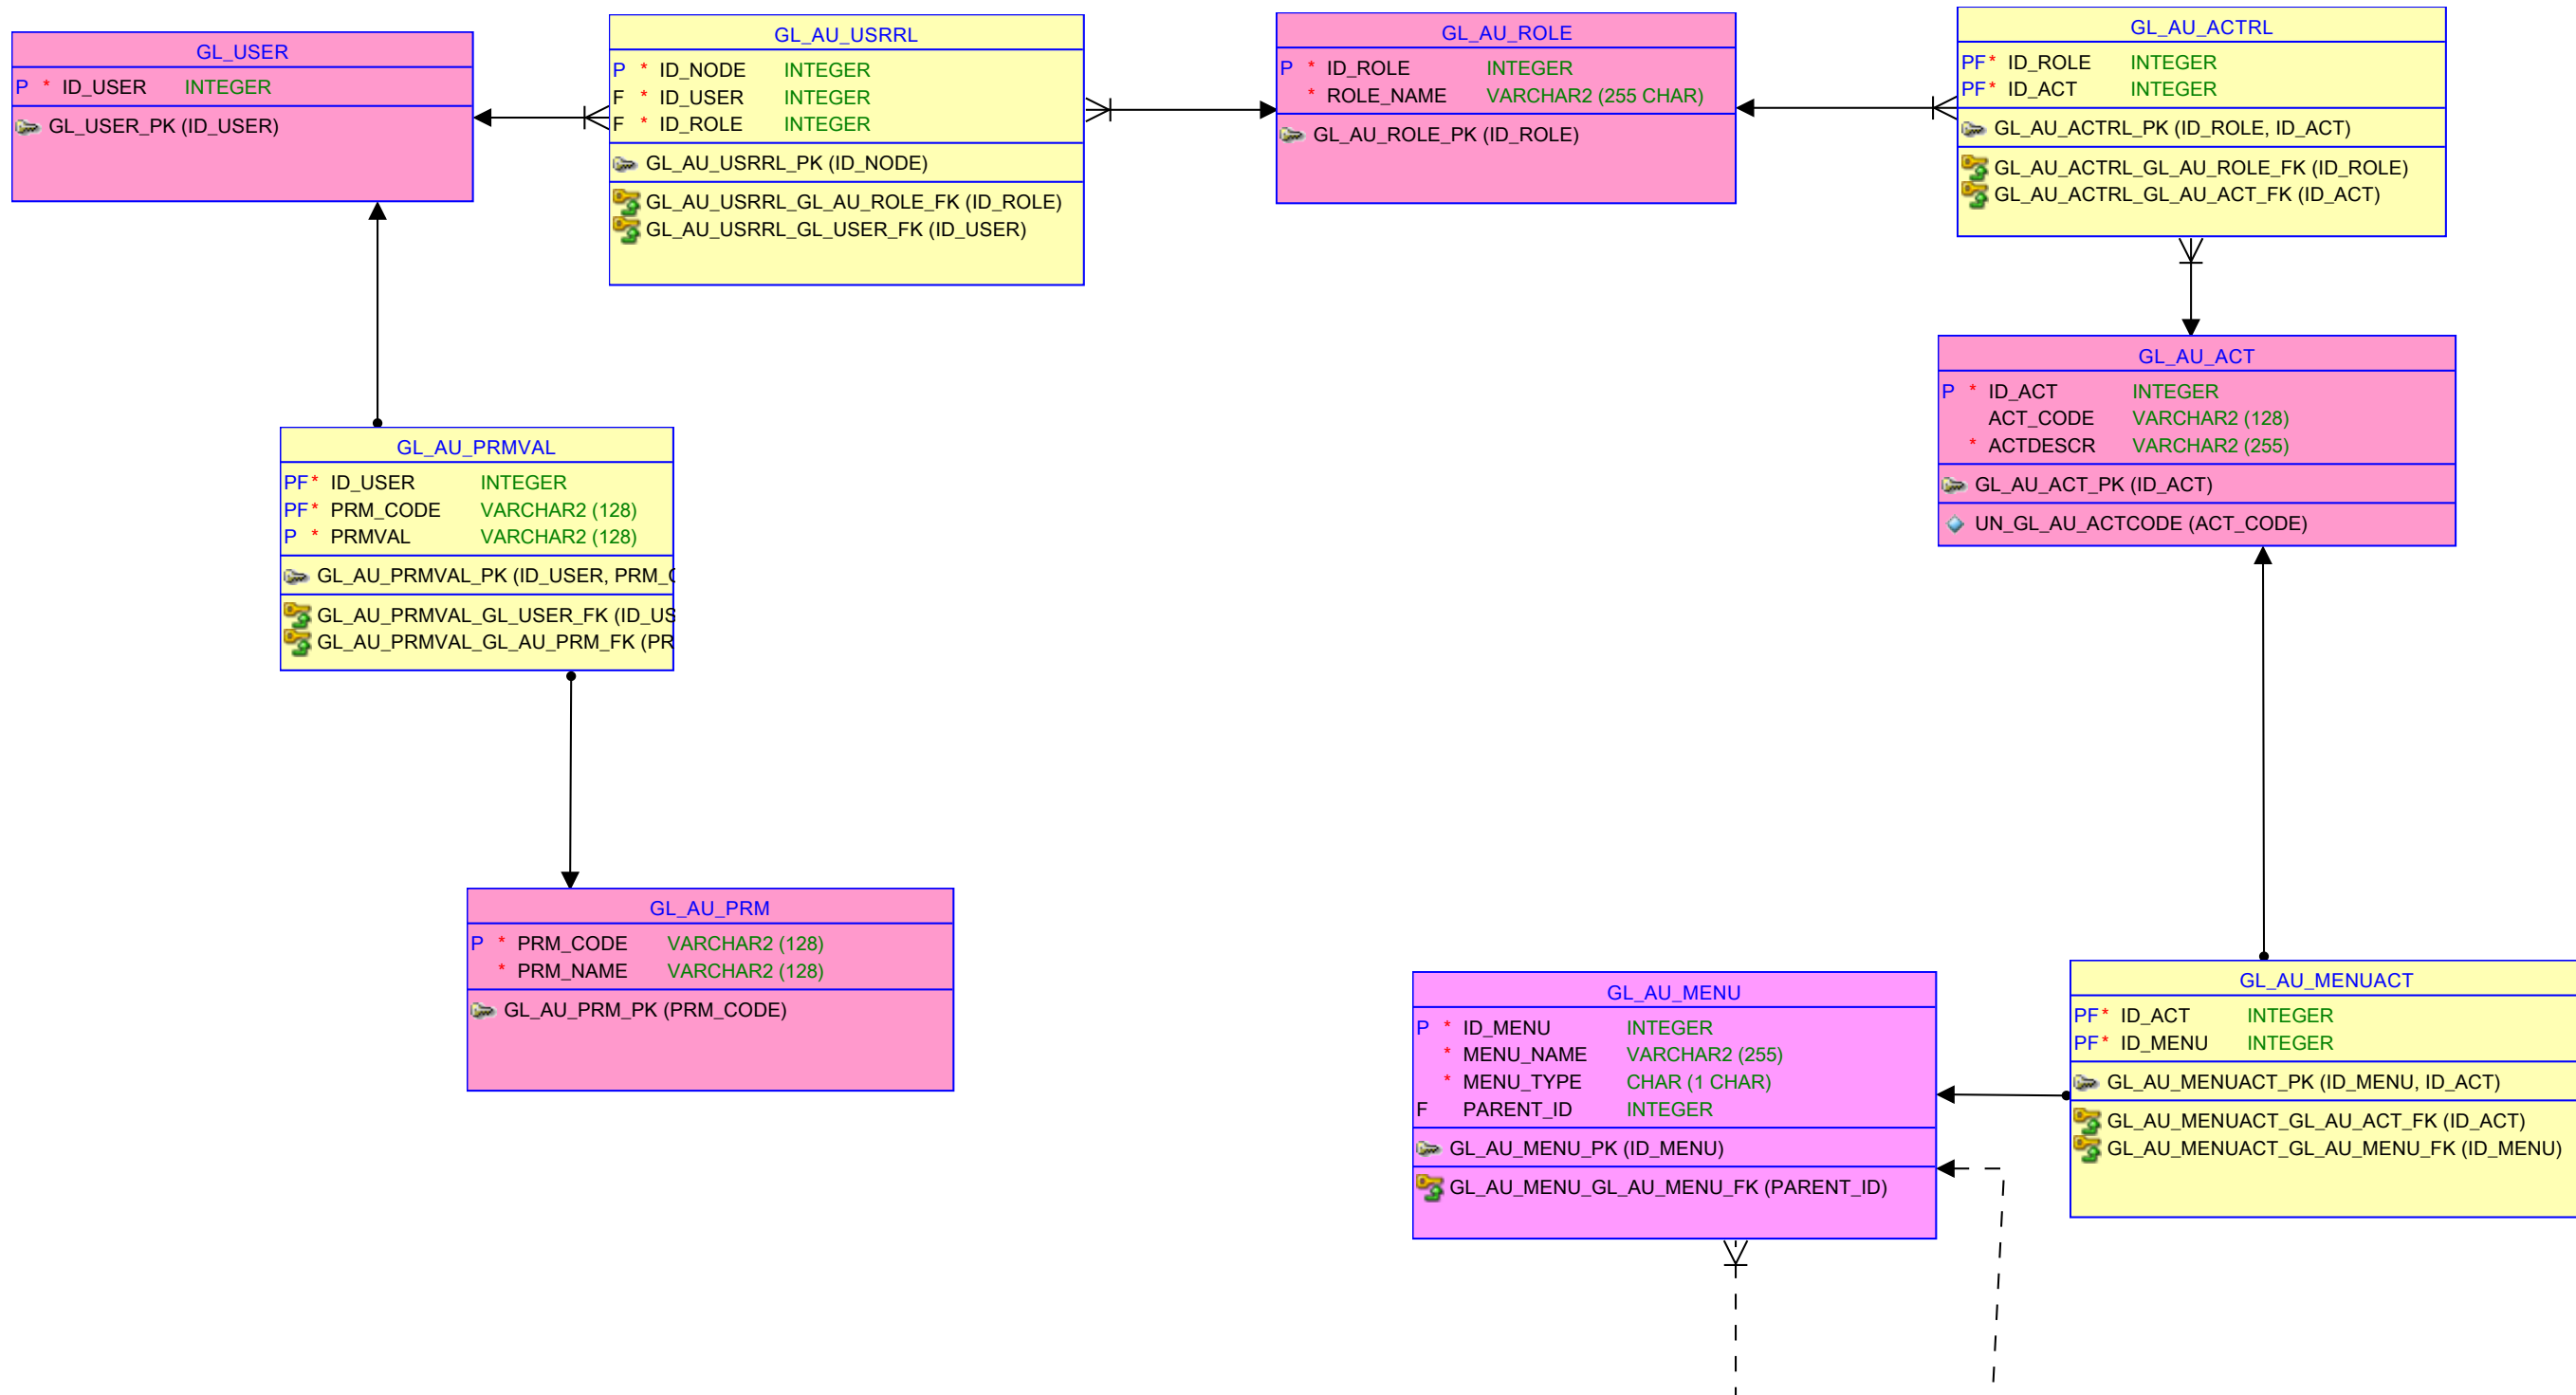 GL_USER
P * ID_USER INTEGER
GL_USER_PK (ID_USER)
GL_AU_USRRL
P * ID_NODE INTEGER
F * ID_USER INTEGER
F * ID_ROLE INTEGER
GL_AU_USRRL_PK (ID_NODE)
GL_AU_USRRL_GL_AU_ROLE_FK (ID_ROLE)
GL_AU_USRRL_GL_USER_FK (ID_USER)
GL_AU_ROLE
P * ID_ROLE INTEGER
* ROLE_NAME VARCHAR2 (255 CHAR)
GL_AU_ROLE_PK (ID_ROLE)
GL_AU_ACTRL
PF* ID_ROLE INTEGER
PF* ID_ACT INTEGER
GL_AU_ACTRL_PK (ID_ROLE, ID_ACT)
GL_AU_ACTRL_GL_AU_ROLE_FK (ID_ROLE)
GL_AU_ACTRL_GL_AU_ACT_FK (ID_ACT)
GL_AU_ACT
P * ID_ACT INTEGER
ACT_CODE VARCHAR2 (128)
* ACTDESCR VARCHAR2 (255)
GL_AU_ACT_PK (ID_ACT)
UN_GL_AU_ACTCODE (ACT_CODE)
GL_AU_PRMVAL
PF* ID_USER INTEGER
PF* PRM_CODE VARCHAR2 (128)
P * PRMVAL VARCHAR2 (128)
GL_AU_PRMVAL_PK (ID_USER, PRM_
GL_AU_PRMVAL_GL_USER_FK (ID_US
GL_AU_PRMVAL_GL_AU_PRM_FK (PR
GL_AU_PRM
P * PRM_CODE VARCHAR2 (128)
* PRM_NAME VARCHAR2 (128)
GL_AU_PRM_PK (PRM_CODE)
GL_AU_MENU
P * ID_MENU INTEGER
* MENU_NAME VARCHAR2 (255)
* MENU_TYPE CHAR (1 CHAR)
F PARENT_ID INTEGER
GL_AU_MENU_PK (ID_MENU)
GL_AU_MENU_GL_AU_MENU_FK (PARENT_ID)
GL_AU_MENUACT
PF* ID_ACT INTEGER
PF* ID_MENU INTEGER
GL_AU_MENUACT_PK (ID_MENU, ID_ACT)
GL_AU_MENUACT_GL_AU_ACT_FK (ID_ACT)
GL_AU_MENUACT_GL_AU_MENU_FK (ID_MENU)